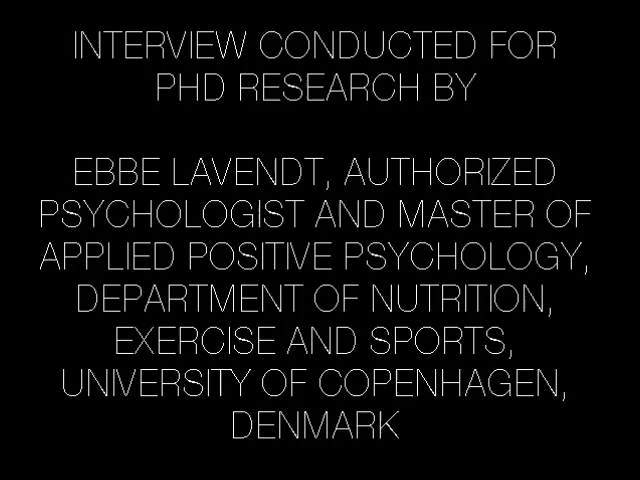 INTERVIEW CONDUCTED FOR
PHD RESEARCH BY
EBBE LAVENDT, AUTHORIZED
PSYCHOLOGIST AND MASTER OF
APPLIED POSITIVE PSYCHOLOGY,
DEPARTMENT OF NUTRITION,
EXERCISE AND SPORTS,
UNIVERSITY OF COPENHAGEN,
DENMARK